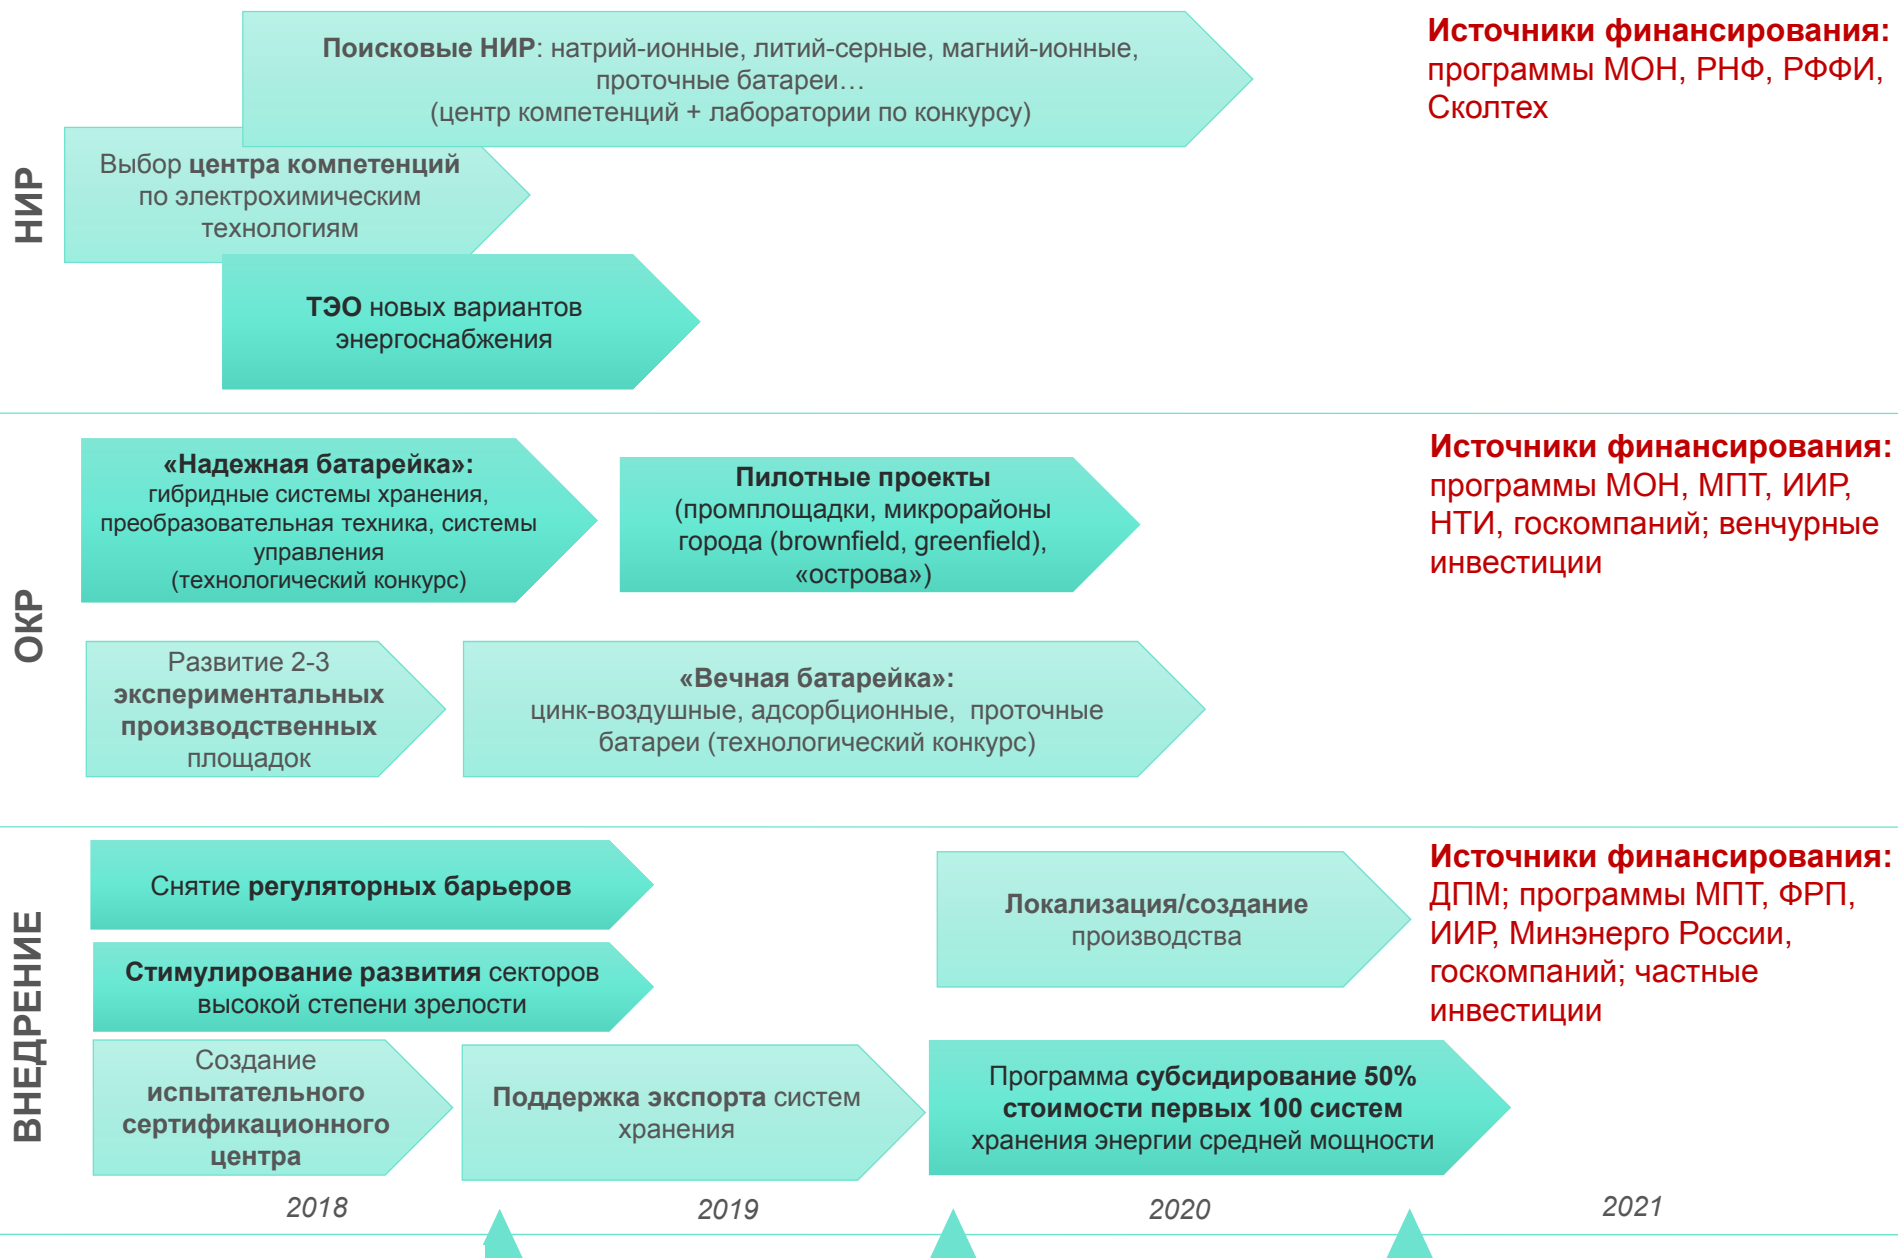 НИР
Поисковые НИР: натрий-ионные, литий-серные, магний-ионные,
проточные батареи…
(центр компетенций + лаборатории по конкурсу)
Выбор центра компетенций
по электрохимическим
технологиям
ТЭО новых вариантов
энергоснабжения
Источники финансирования:
программы МОН, РНФ, РФФИ,
Сколтех
ОКР
«Надежная батарейка»:
гибридные системы хранения,
преобразовательная техника, системы
управления
(технологический конкурс)
Пилотные проекты
(промплощадки, микрорайоны
города (brownfield, greenfield),
«острова»)
Развитие 2-3
экспериментальных
производственных
площадок
«Вечная батарейка»:
цинк-воздушные, адсорбционные,  проточные
батареи (технологический конкурс)
Источники финансирования:
программы МОН, МПТ, ИИР,
НТИ, госкомпаний; венчурные
инвестиции
ВНЕДРЕНИЕ
Снятие регуляторных барьеров
Стимулирование развития секторов
высокой степени зрелости
Создание
испытательного
сертификационного
центра
Поддержка экспорта систем
хранения
Локализация/создание
производства
Программа субсидирование 50%
стоимости первых 100 систем
хранения энергии средней мощности
Источники финансирования:
ДПМ; программы МПТ, ФРП,
ИИР, Минэнерго России,
госкомпаний; частные
инвестиции
2018
2019
2020
2021